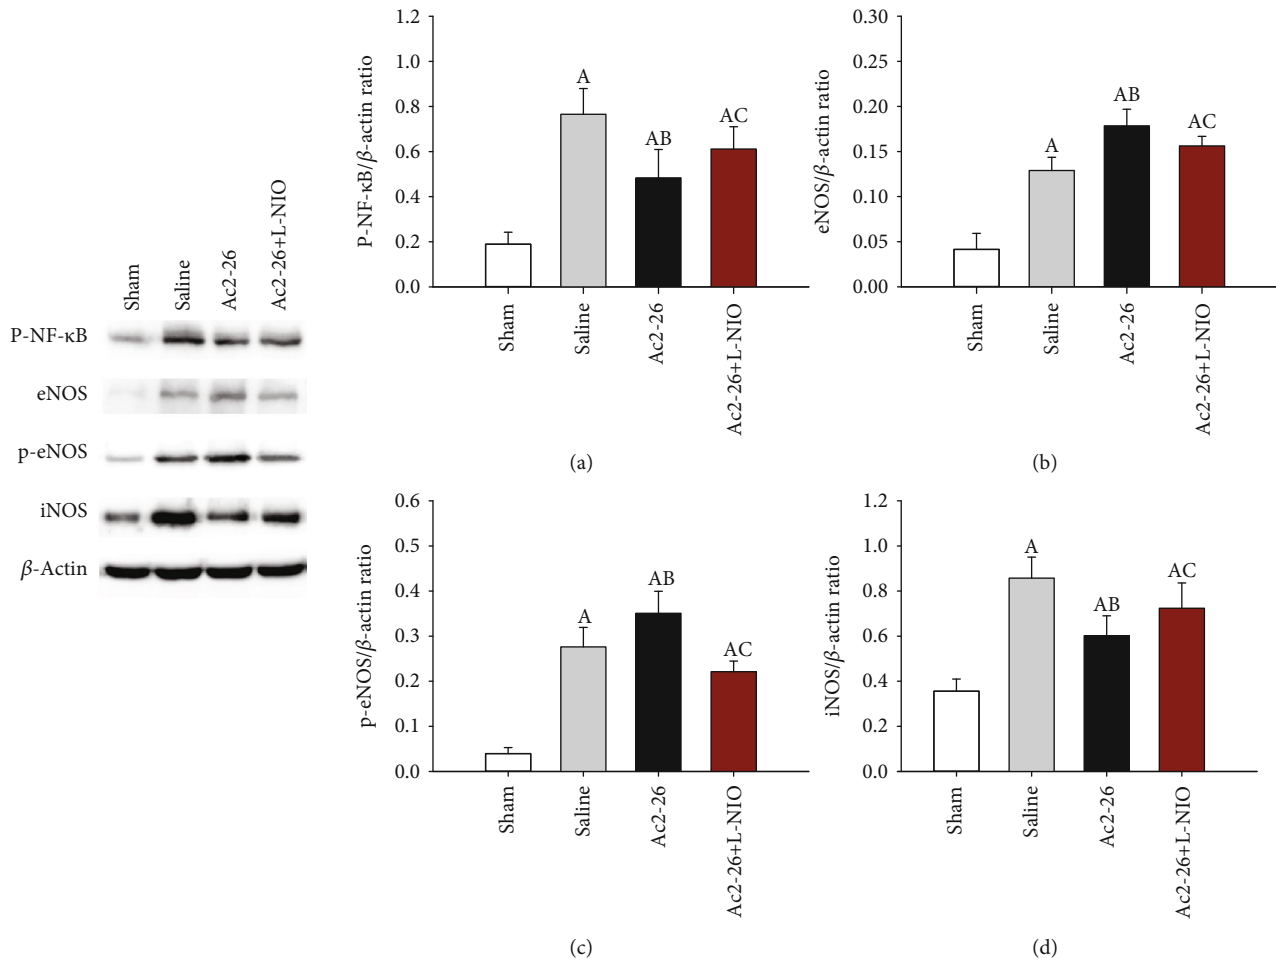 Sham
Saline
Ac2-26
Ac2-26+L-NIO
P-NF-κB
eNOS
p-eNOS
iNOS
β-Actin
P-NF-κB/β-actin ratio
1.2
1.0
0.8
0.6
0.4
0.2
0.0
A
AB
AC
Sham
Saline
Ac2-26
Ac2-26+L-NIO
(a)
eNOS/β-actin ratio
0.30
0.25
0.20
0.15
0.10
0.05
0.00
A
AB
AC
Sham
Saline
Ac2-26
Ac2-26+L-NIO
(b)
p-eNOS/β-actin ratio
0.6
0.5
0.4
0.3
0.2
0.1
0.0
A
AB
AC
Sham
Saline
Ac2-26
Ac2-26+L-NIO
(c)
iNOS/β-actin ratio
1.2
1.0
0.8
0.6
0.4
0.2
0.0
A
AB
AC
Sham
Saline
Ac2-26
Ac2-26+L-NIO
(d)